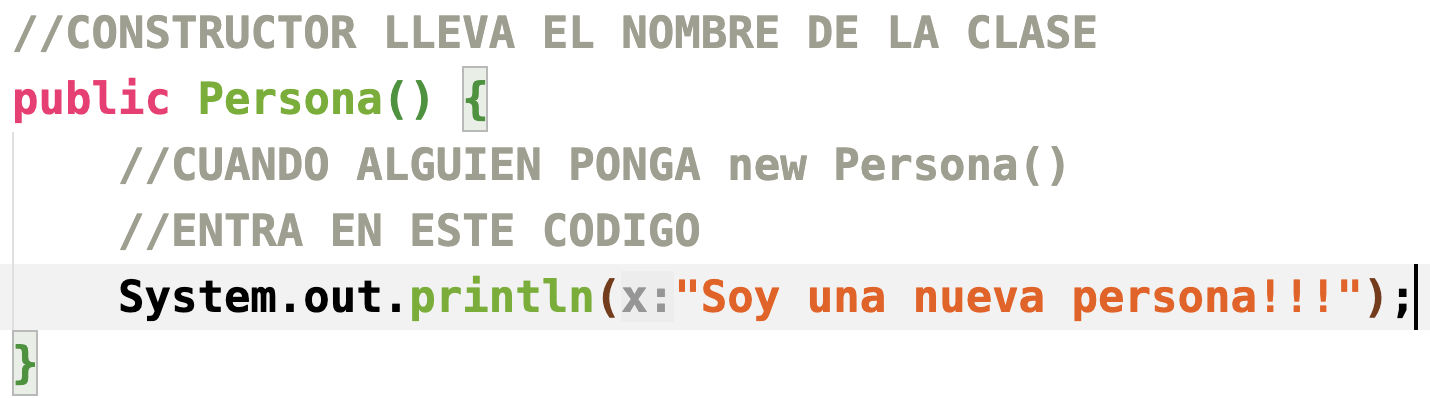 //CONSTRUCTOR LLEVA EL NOMBRE DE LA CLASE
public Persona() {
    //CUANDO ALGUIEN PONGA new Persona()
    //ENTRA EN ESTE CODIGO
    System.out.println(x:"Soy una nueva persona!!!");
}